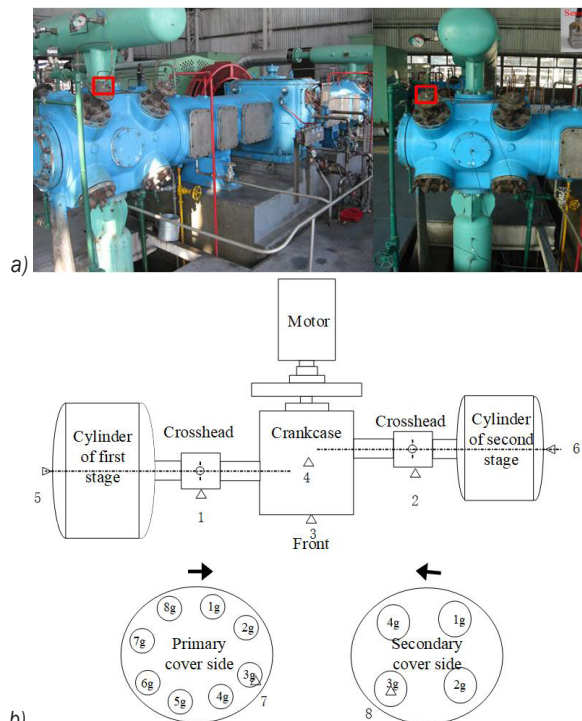 a)
Motor
Cylinder
of first
stage
Crosshead
Crankcase
Crosshead
Cylinder
of second
stage
5
1
4
3
2
6
Front
8g
1g
7g
2g
Primary
cover side
3g
6g
5g
4g
7
4g
1g
Secondary
cover side
3g
2g
8
b)